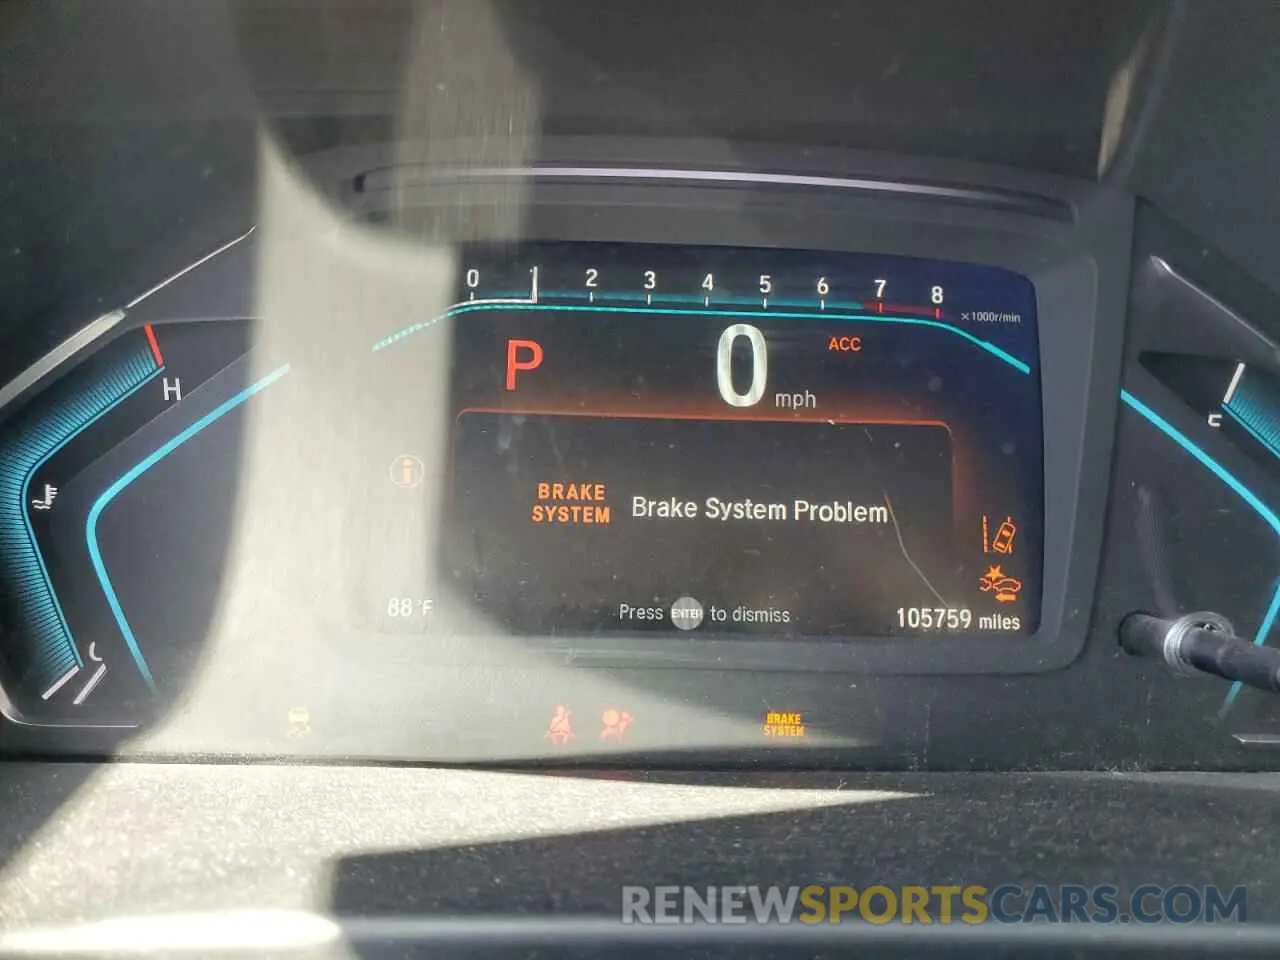 0 1 2 3 4 5 6 7 8
×1000r/min
P 0 mph ACC
H
C
BRAKE SYSTEM Brake System Problem
88°F
Press ENTER to dismiss
105759 miles
C
BRAKE SYSTEM
RENEWSPORTSCARS.COM